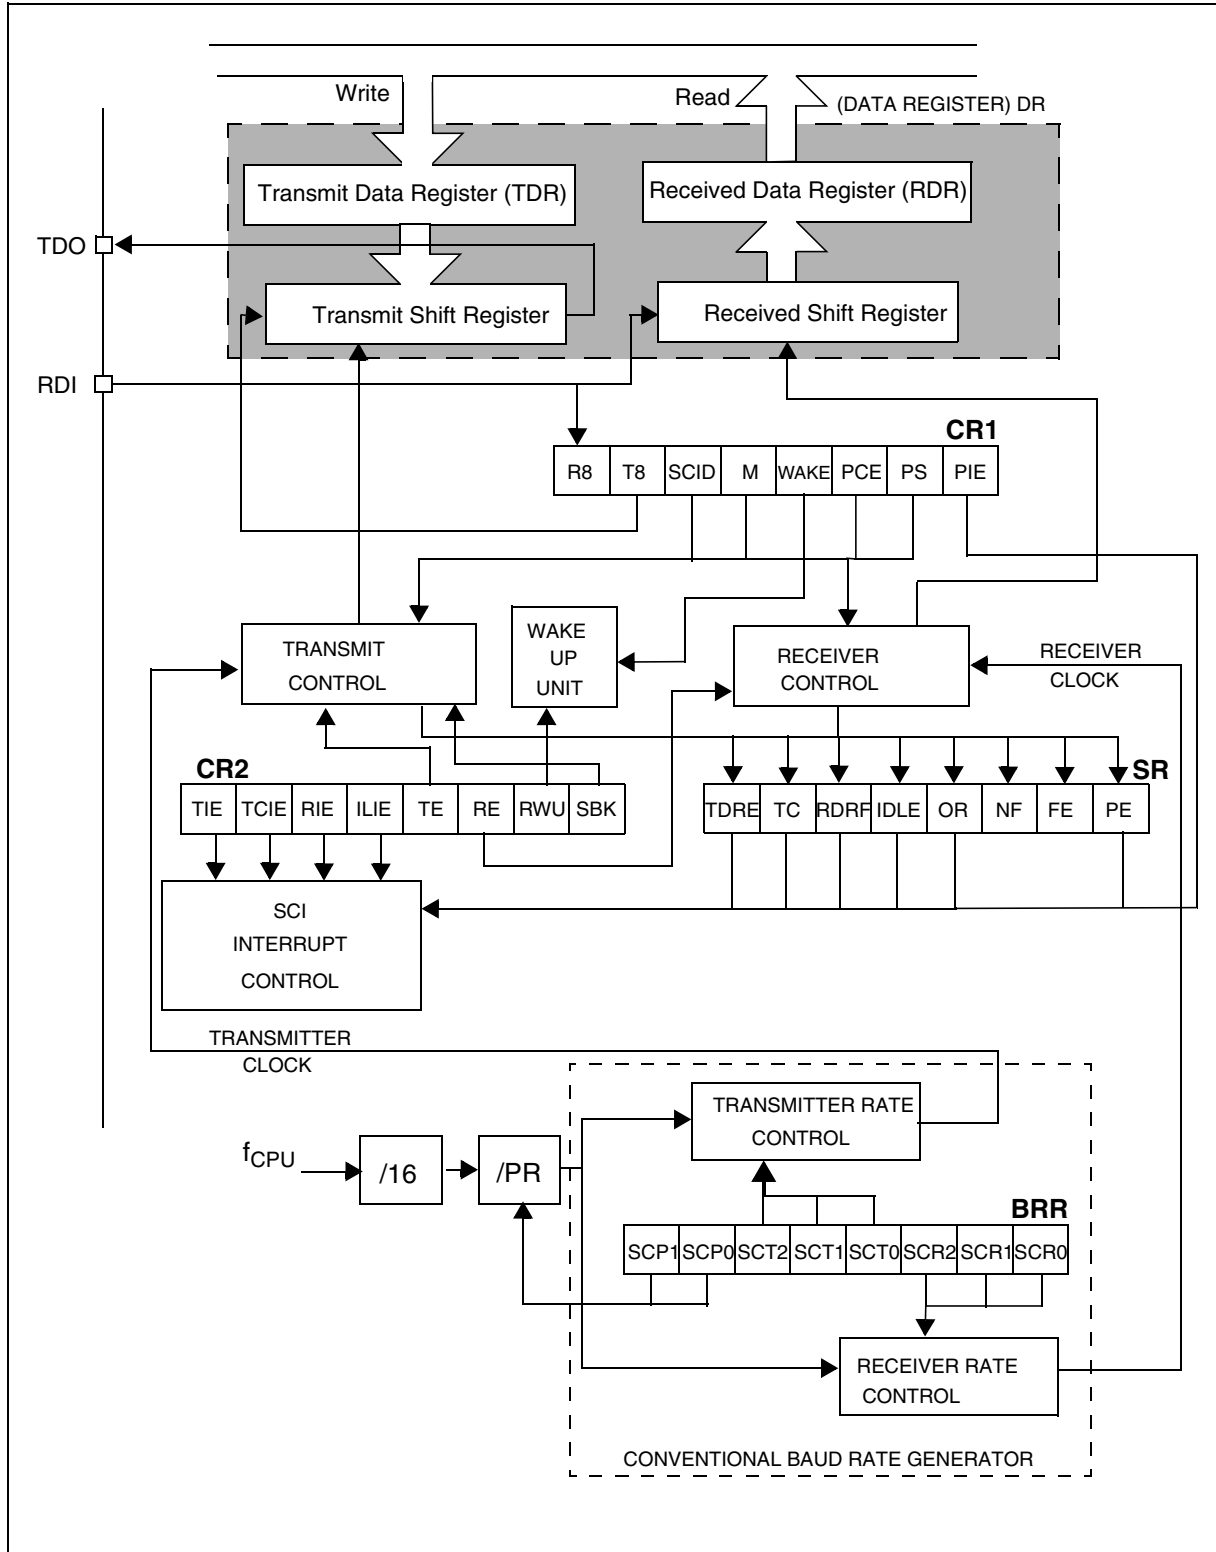 Write
Read
(DATA REGISTER) DR
Transmit Data Register (TDR)
Received Data Register (RDR)
TDO
Transmit Shift Register
Received Shift Register
RDI
CR1
R8 T8 SCID M WAKE PCE PS PIE
TRANSMIT
CONTROL
WAKE
UP
UNIT
RECEIVER
CONTROL
RECEIVER
CLOCK
CR2
TIE TCIE RIE ILIE TE RE RWU SBK
SR
TDRE TC RDRF IDLE OR NF FE PE
SCI
INTERRUPT
CONTROL
TRANSMITTER
CLOCK
TRANSMITTER RATE
CONTROL
fCPU
/16
/PR
BRR
SCP1 SCP0 SCT2 SCT1 SCT0 SCR2 SCR1 SCR0
RECEIVER RATE
CONTROL
CONVENTIONAL BAUD RATE GENERATOR